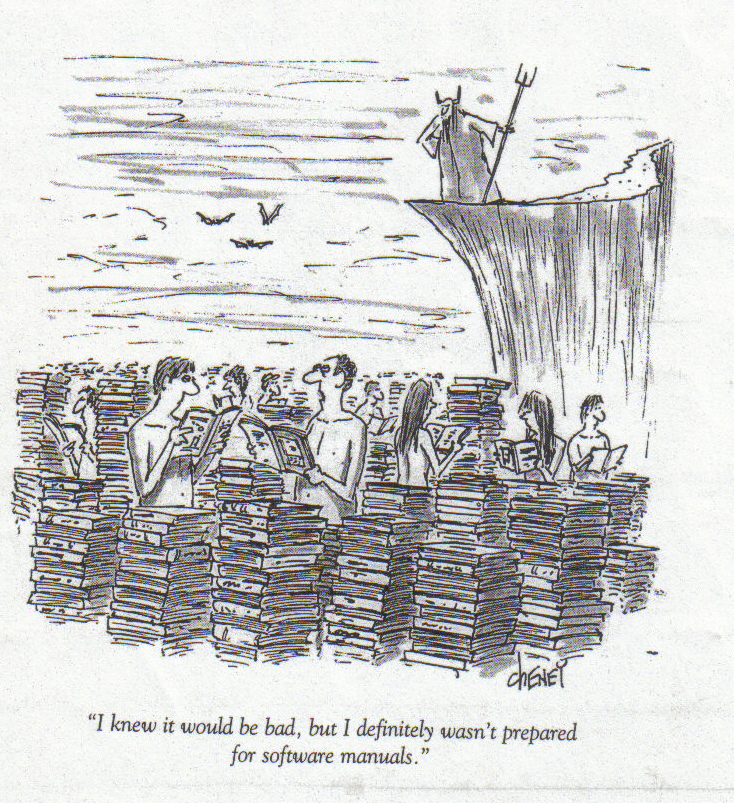 CHENEY
“I knew it would be bad, but I definitely wasn’t prepared
for software manuals.”